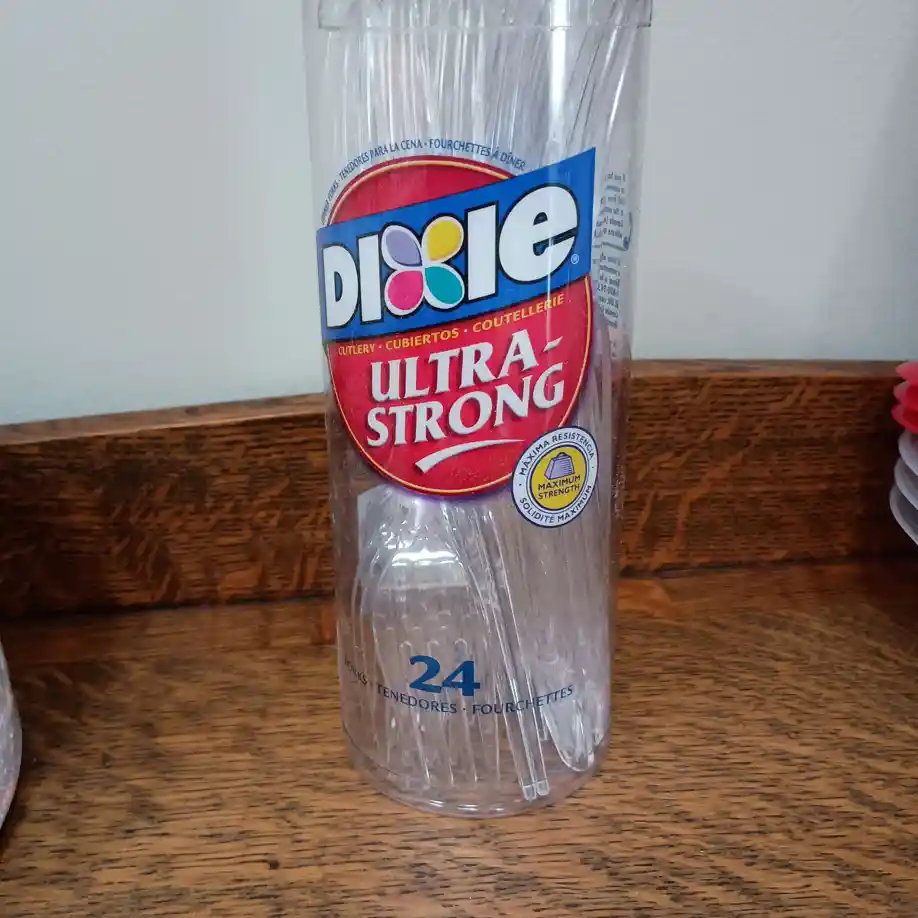 TENEDORES PARA LA CENA · FOURCHETTES À DÎNER
DIXIE®
CUTLERY · CUBIERTOS · COUTELLERIE
ULTRA-
STRONG
· MÁXIMA RESISTENCIA ·
MAXIMUM
STRENGTH
SOLIDITÉ MAXIMUM
24
· TENEDORES · FOURCHETTES